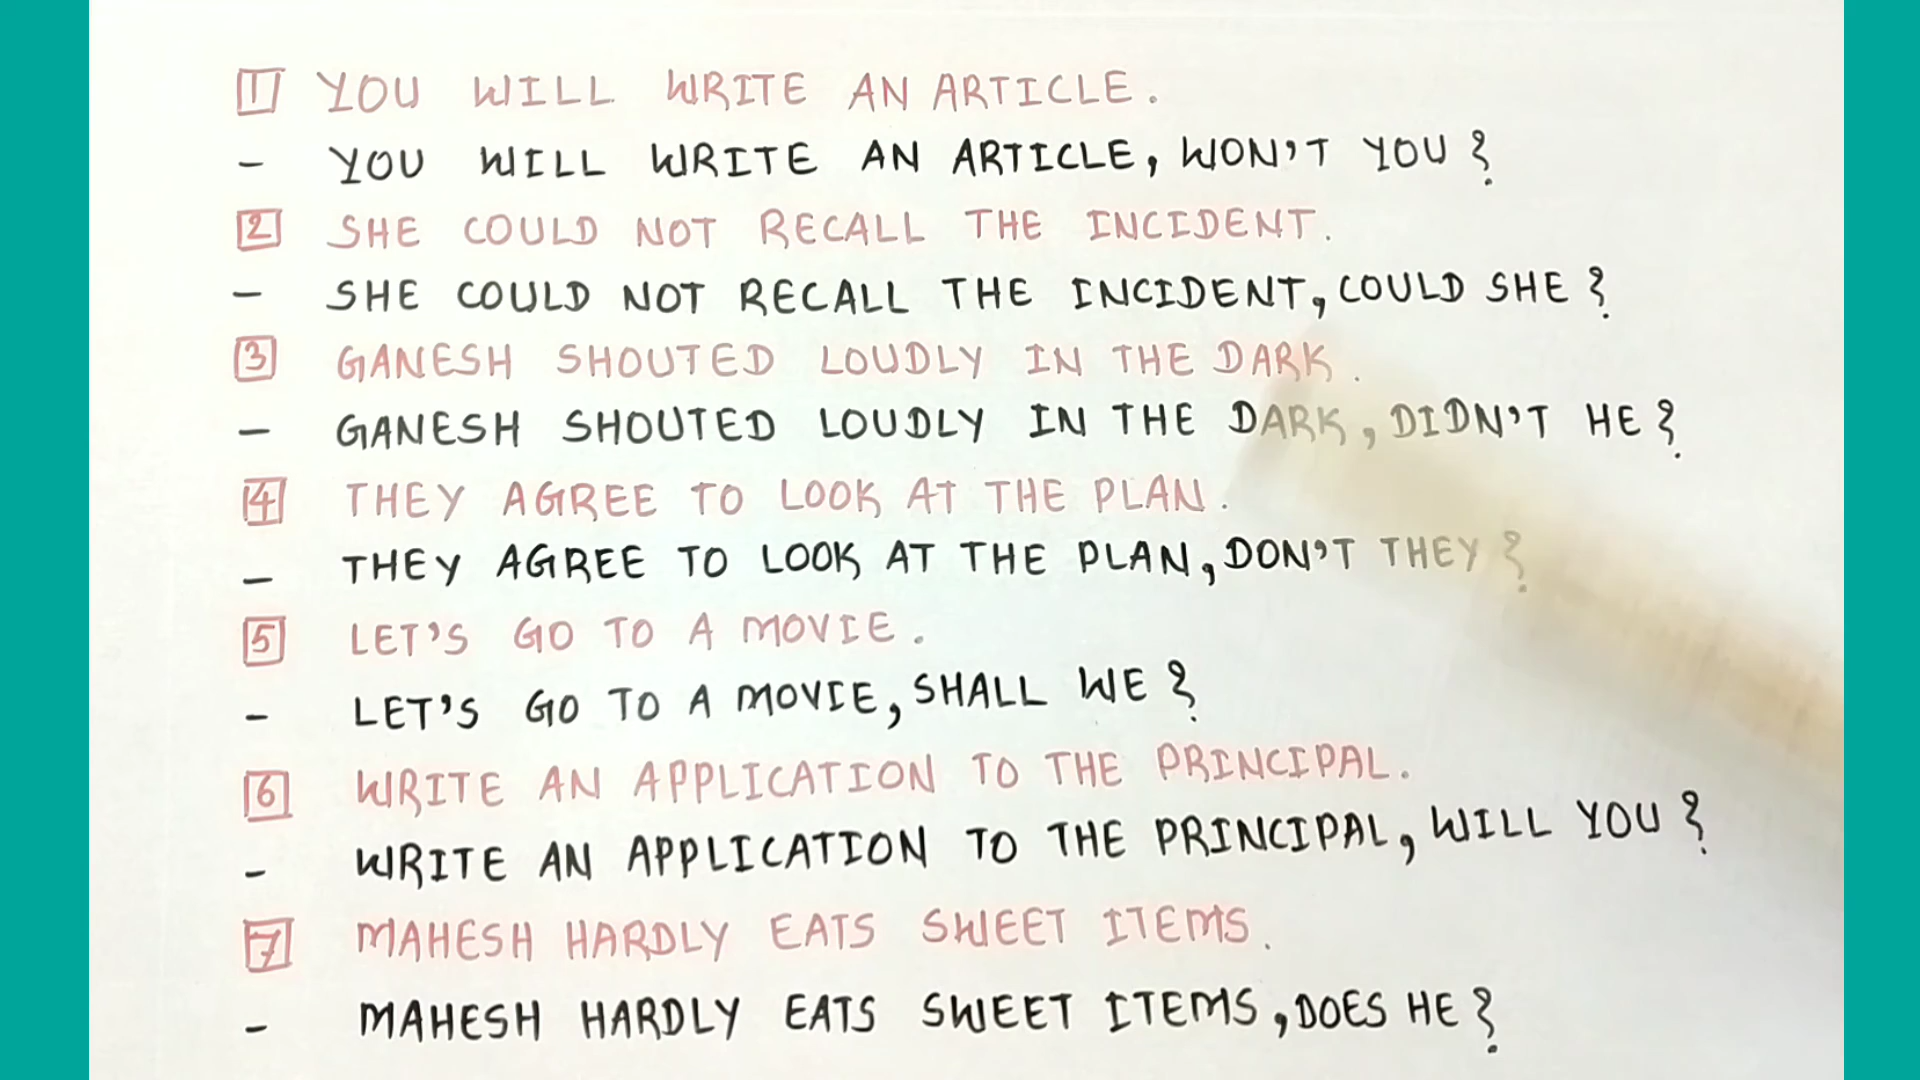 1 YOU WILL WRITE AN ARTICLE.
- YOU WILL WRITE AN ARTICLE, WON'T YOU?
2 SHE COULD NOT RECALL THE INCIDENT.
- SHE COULD NOT RECALL THE INCIDENT, COULD SHE?
3 GANESH SHOUTED LOUDLY IN THE DARK.
- GANESH SHOUTED LOUDLY IN THE DARK, DIDN'T HE?
4 THEY AGREE TO LOOK AT THE PLAN.
- THEY AGREE TO LOOK AT THE PLAN, DON'T THEY?
5 LET'S GO TO A MOVIE.
- LET'S GO TO A MOVIE, SHALL WE?
6 WRITE AN APPLICATION TO THE PRINCIPAL.
- WRITE AN APPLICATION TO THE PRINCIPAL, WILL YOU?
7 MAHESH HARDLY EATS SWEET ITEMS.
- MAHESH HARDLY EATS SWEET ITEMS, DOES HE?